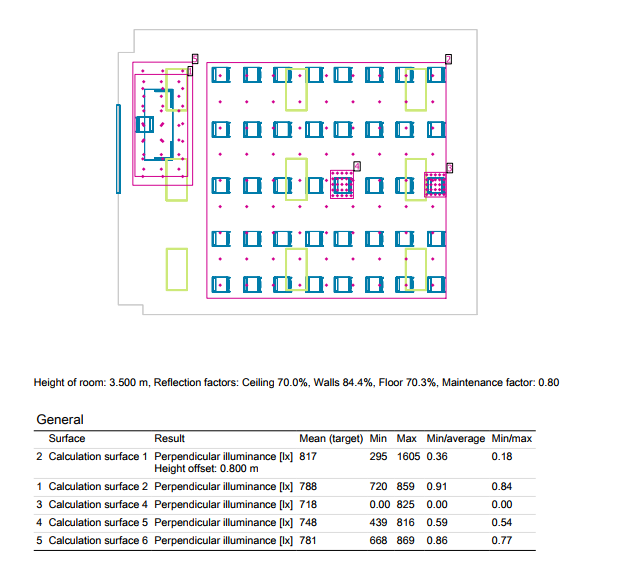 5
1
2
4
3
Height of room: 3.500 m, Reflection factors: Ceiling 70.0%, Walls 84.4%, Floor 70.3%, Maintenance factor: 0.80
General
Surface Result Mean (target) Min Max Min/average Min/max
2 Calculation surface 1 Perpendicular illuminance [lx] 817 295 1605 0.36 0.18
Height offset: 0.800 m
1 Calculation surface 2 Perpendicular illuminance [lx] 788 720 859 0.91 0.84
3 Calculation surface 4 Perpendicular illuminance [lx] 718 0.00 825 0.00 0.00
4 Calculation surface 5 Perpendicular illuminance [lx] 748 439 816 0.59 0.54
5 Calculation surface 6 Perpendicular illuminance [lx] 781 668 869 0.86 0.77